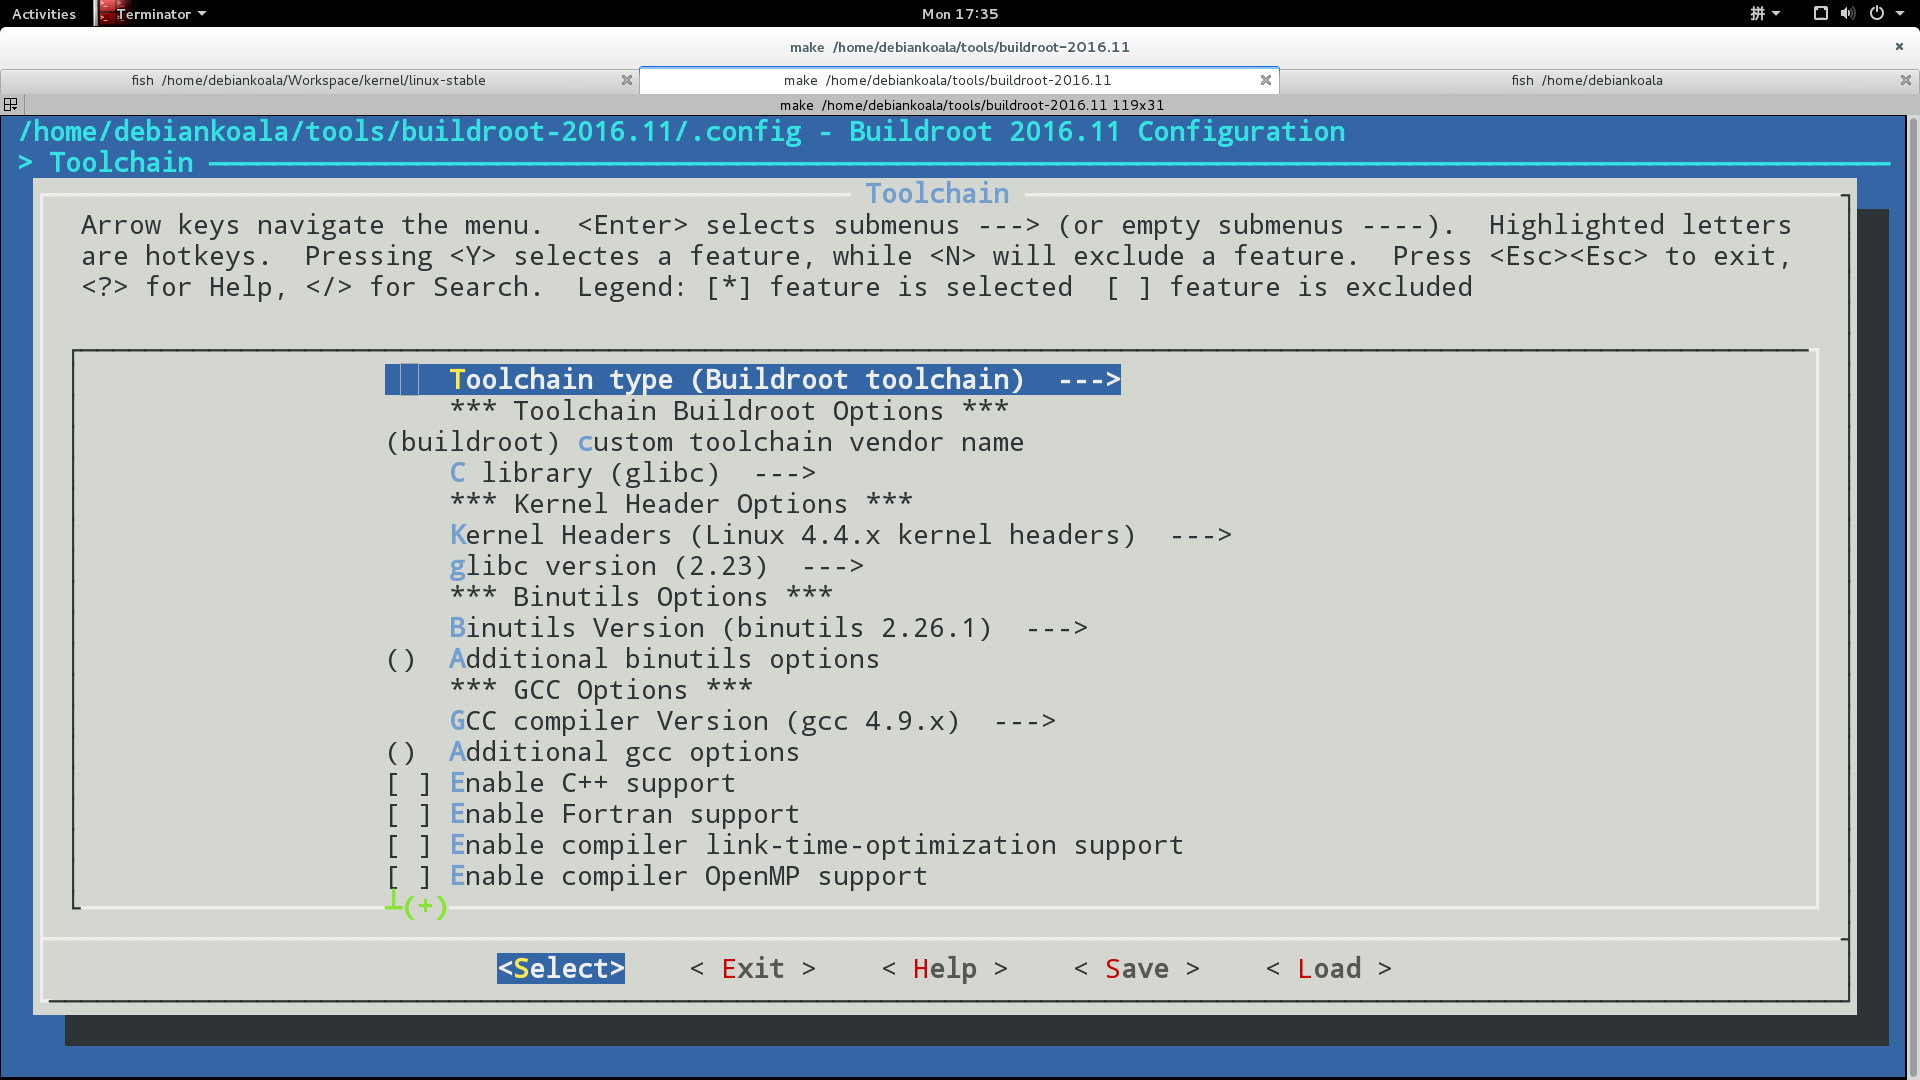 Activities Terminator Mon 17:35 拼
make /home/debiankoala/tools/buildroot-2016.11
fish /home/debiankoala/Workspace/kernel/linux-stable make /home/debiankoala/tools/buildroot-2016.11 fish /home/debiankoala
make /home/debiankoala/tools/buildroot-2016.11 119x31
/home/debiankoala/tools/buildroot-2016.11/.config - Buildroot 2016.11 Configuration
> Toolchain
Toolchain
Arrow keys navigate the menu. <Enter> selects submenus ---> (or empty submenus ----). Highlighted letters
are hotkeys. Pressing <Y> selectes a feature, while <N> will exclude a feature. Press <Esc><Esc> to exit,
<?> for Help, </> for Search. Legend: [*] feature is selected [ ] feature is excluded
Toolchain type (Buildroot toolchain) --->
*** Toolchain Buildroot Options ***
(buildroot) custom toolchain vendor name
C library (glibc) --->
*** Kernel Header Options ***
Kernel Headers (Linux 4.4.x kernel headers) --->
glibc version (2.23) --->
*** Binutils Options ***
Binutils Version (binutils 2.26.1) --->
() Additional binutils options
*** GCC Options ***
GCC compiler Version (gcc 4.9.x) --->
() Additional gcc options
[ ] Enable C++ support
[ ] Enable Fortran support
[ ] Enable compiler link-time-optimization support
[ ] Enable compiler OpenMP support
┴(+)
<Select> < Exit > < Help > < Save > < Load >